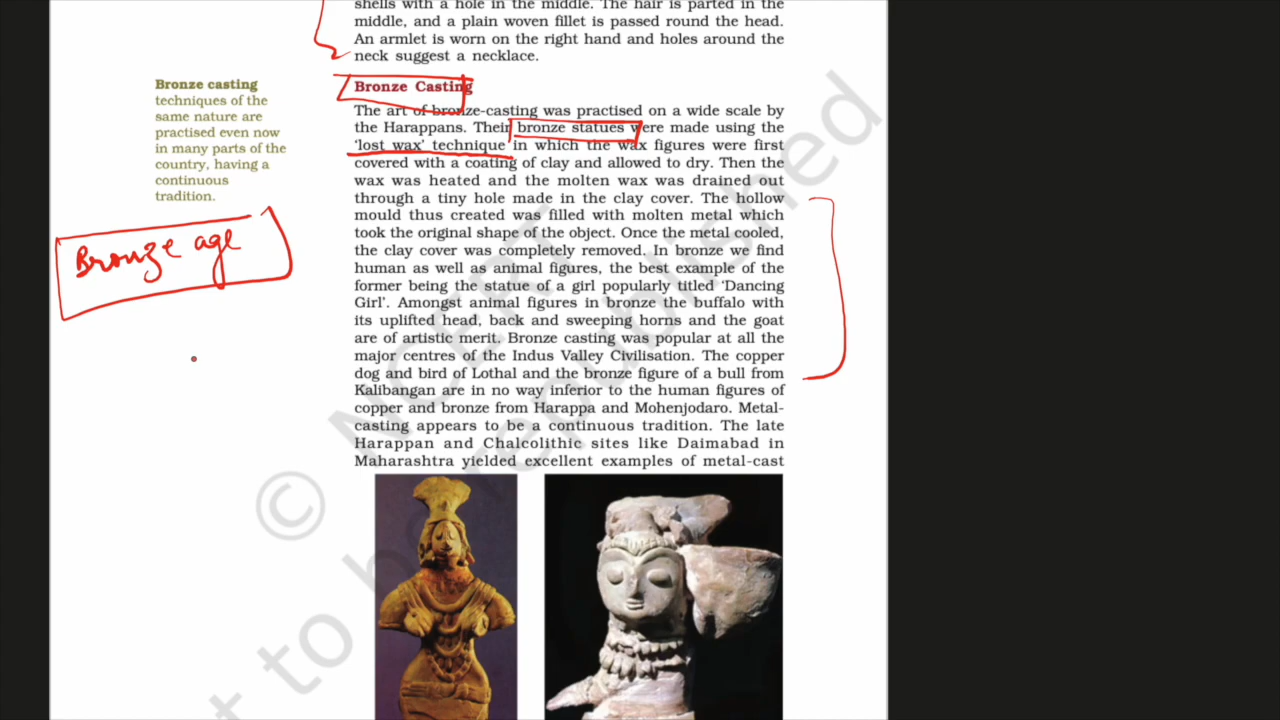 shells with a hole in the middle. The hair is parted in the
middle, and a plain woven fillet is passed round the head.
An armlet is worn on the right hand and holes around the
neck suggest a necklace.
Bronze casting
techniques of the
same nature are
practised even now
in many parts of the
country, having a
continuous
tradition.
Bronze age
Bronze Casting
The art of bronze-casting was practised on a wide scale by
the Harappans. Their bronze statues were made using the
‘lost wax’ technique in which the wax figures were first
covered with a coating of clay and allowed to dry. Then the
wax was heated and the molten wax was drained out
through a tiny hole made in the clay cover. The hollow
mould thus created was filled with molten metal which
took the original shape of the object. Once the metal cooled,
the clay cover was completely removed. In bronze we find
human as well as animal figures, the best example of the
former being the statue of a girl popularly titled ‘Dancing
Girl’. Amongst animal figures in bronze the buffalo with
its uplifted head, back and sweeping horns and the goat
are of artistic merit. Bronze casting was popular at all the
major centres of the Indus Valley Civilisation. The copper
dog and bird of Lothal and the bronze figure of a bull from
Kalibangan are in no way inferior to the human figures of
copper and bronze from Harappa and Mohenjodaro. Metal-
casting appears to be a continuous tradition. The late
Harappan and Chalcolithic sites like Daimabad in
Maharashtra yielded excellent examples of metal-cast
© NCERT
not to be republished